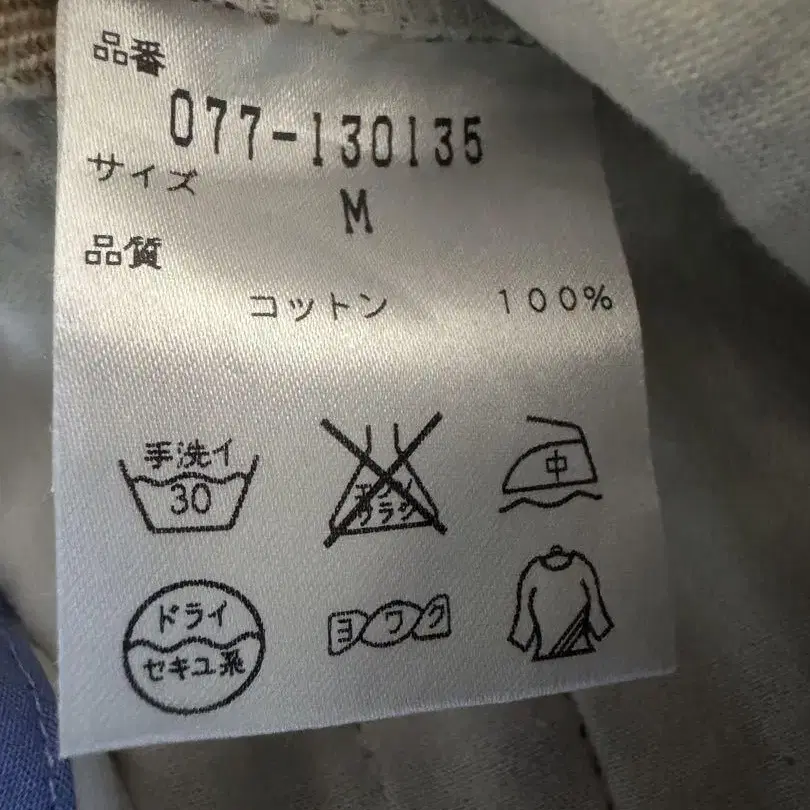 品番
077-130135
サイズ
M
品質
コットン 100%
手洗イ
30
エンソ
サラシ
中
ドライ
セキユ系
ヨワク